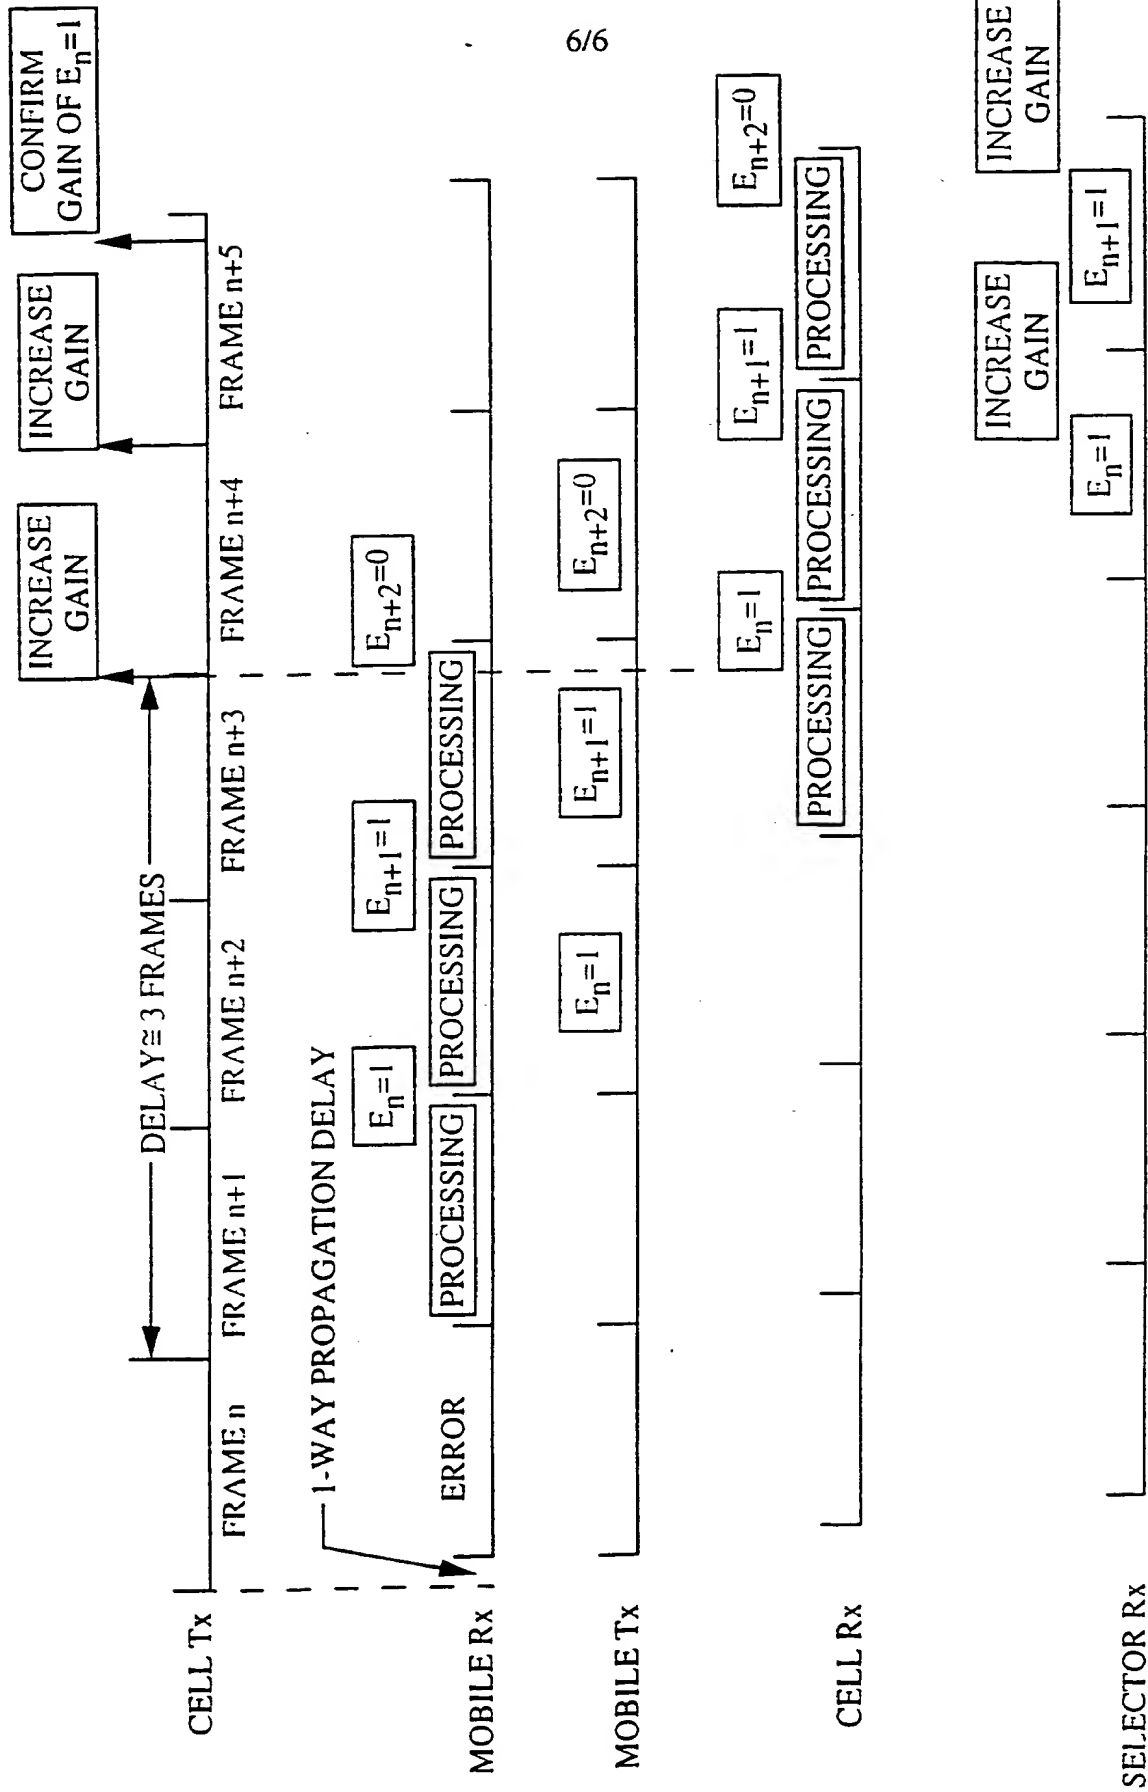 6/6
CONFIRM
GAIN OF En=1
INCREASE
GAIN
INCREASE
GAIN
DELAY≅3 FRAMES
CELL Tx
FRAME n
FRAME n+1
FRAME n+2
FRAME n+3
FRAME n+4
FRAME n+5
1-WAY PROPAGATION DELAY
En=1
En+1=1
En+2=0
MOBILE Rx
ERROR
PROCESSING
PROCESSING
PROCESSING
MOBILE Tx
En=1
En+1=1
En+2=0
En=1
En+1=1
En+2=0
CELL Rx
PROCESSING
PROCESSING
PROCESSING
INCREASE
GAIN
INCREASE
GAIN
En=1
En+1=1
SELECTOR Rx